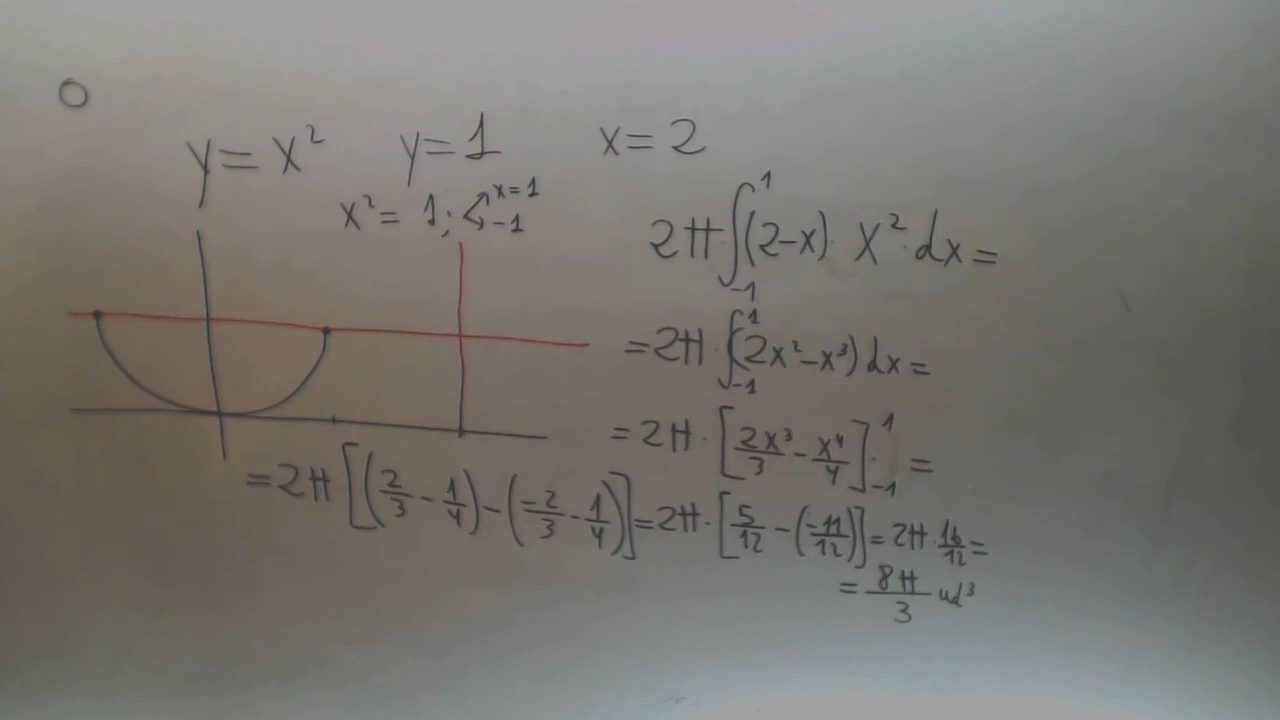 y = x² y = 1 x = 2
x² = 1; x = 1
-1
2π ∫₋₁¹ (2-x) · x² · dx =
= 2π · ∫₋₁¹ (2x² - x³) dx =
= 2π · [2x³/3 - x⁴/4]₋₁¹ =
= 2π [(2/3 - 1/4) - (-2/3 - 1/4)] = 2π · [5/12 - (-11/12)] = 2π · 16/12 =
= 8π/3 ud³